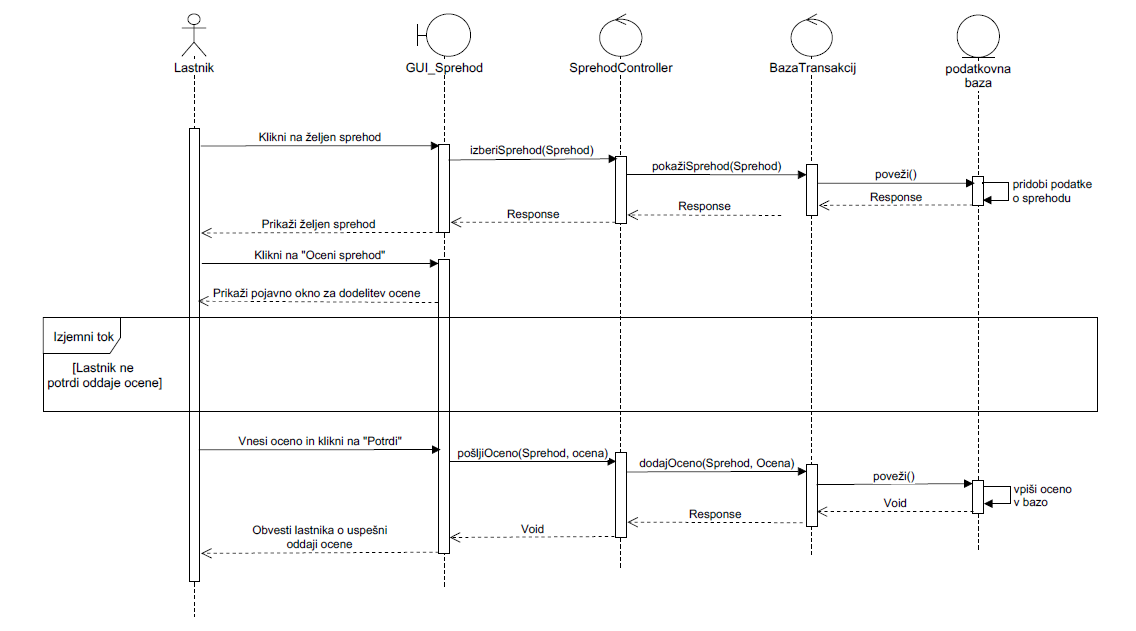 Lastnik
GUI_Sprehod
SprehodController
BazaTransakcij
podatkovna
baza
Klikni na željen sprehod
izberiSprehod(Sprehod)
pokažiSprehod(Sprehod)
poveži()
pridobi podatke
o sprehodu
Response
Response
Response
Prikaži željen sprehod
Klikni na "Oceni sprehod"
Prikaži pojavno okno za dodelitev ocene
Izjemni tok
[Lastnik ne
potrdi oddaje ocene]
Vnesi oceno in klikni na "Potrdi"
pošljiOceno(Sprehod, ocena)
dodajOceno(Sprehod, Ocena)
poveži()
vpiši oceno
v bazo
Void
Response
Void
Obvesti lastnika o uspešni
oddaji ocene